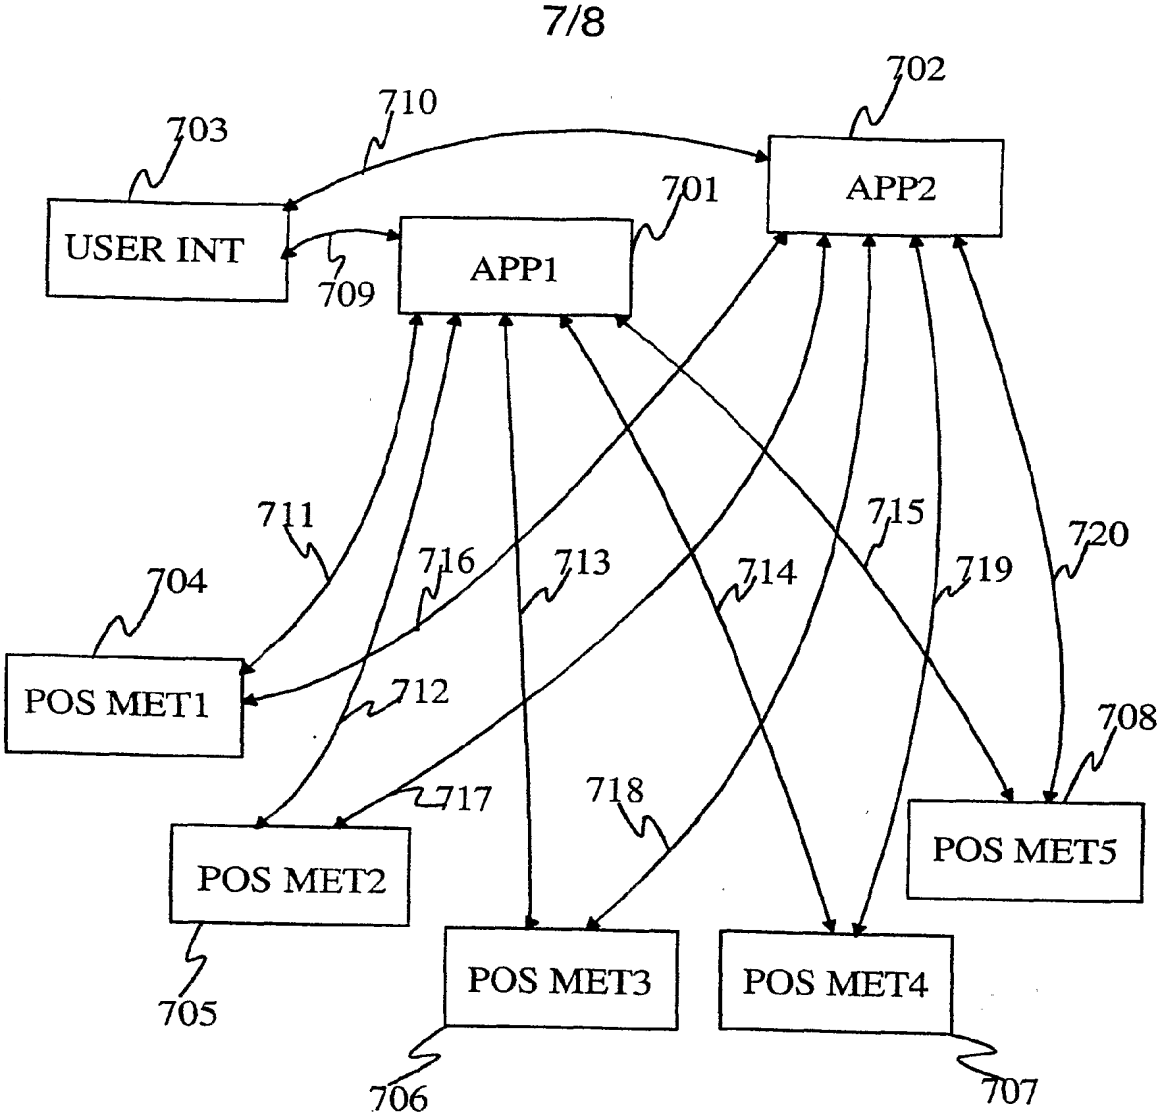 7/8
702
710
703
701
APP2
USER INT
APP1
709
711
715
720
716
713
714
719
704
POS MET1
712
708
717
718
POS MET5
POS MET2
POS MET3
POS MET4
705
706
707